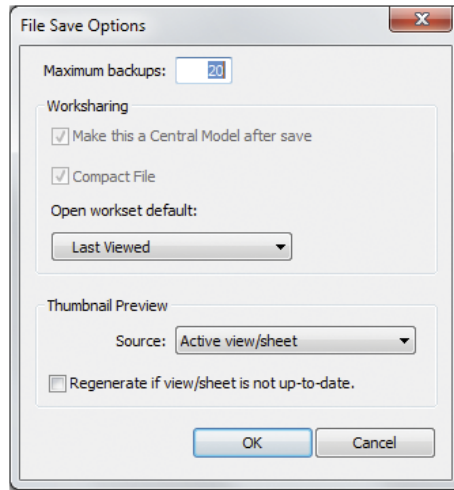 File Save Options
Maximum backups: 20
Worksharing
Make this a Central Model after save
Compact File
Open workset default:
Last Viewed
Thumbnail Preview
Source: Active view/sheet
Regenerate if view/sheet is not up-to-date.
OK Cancel